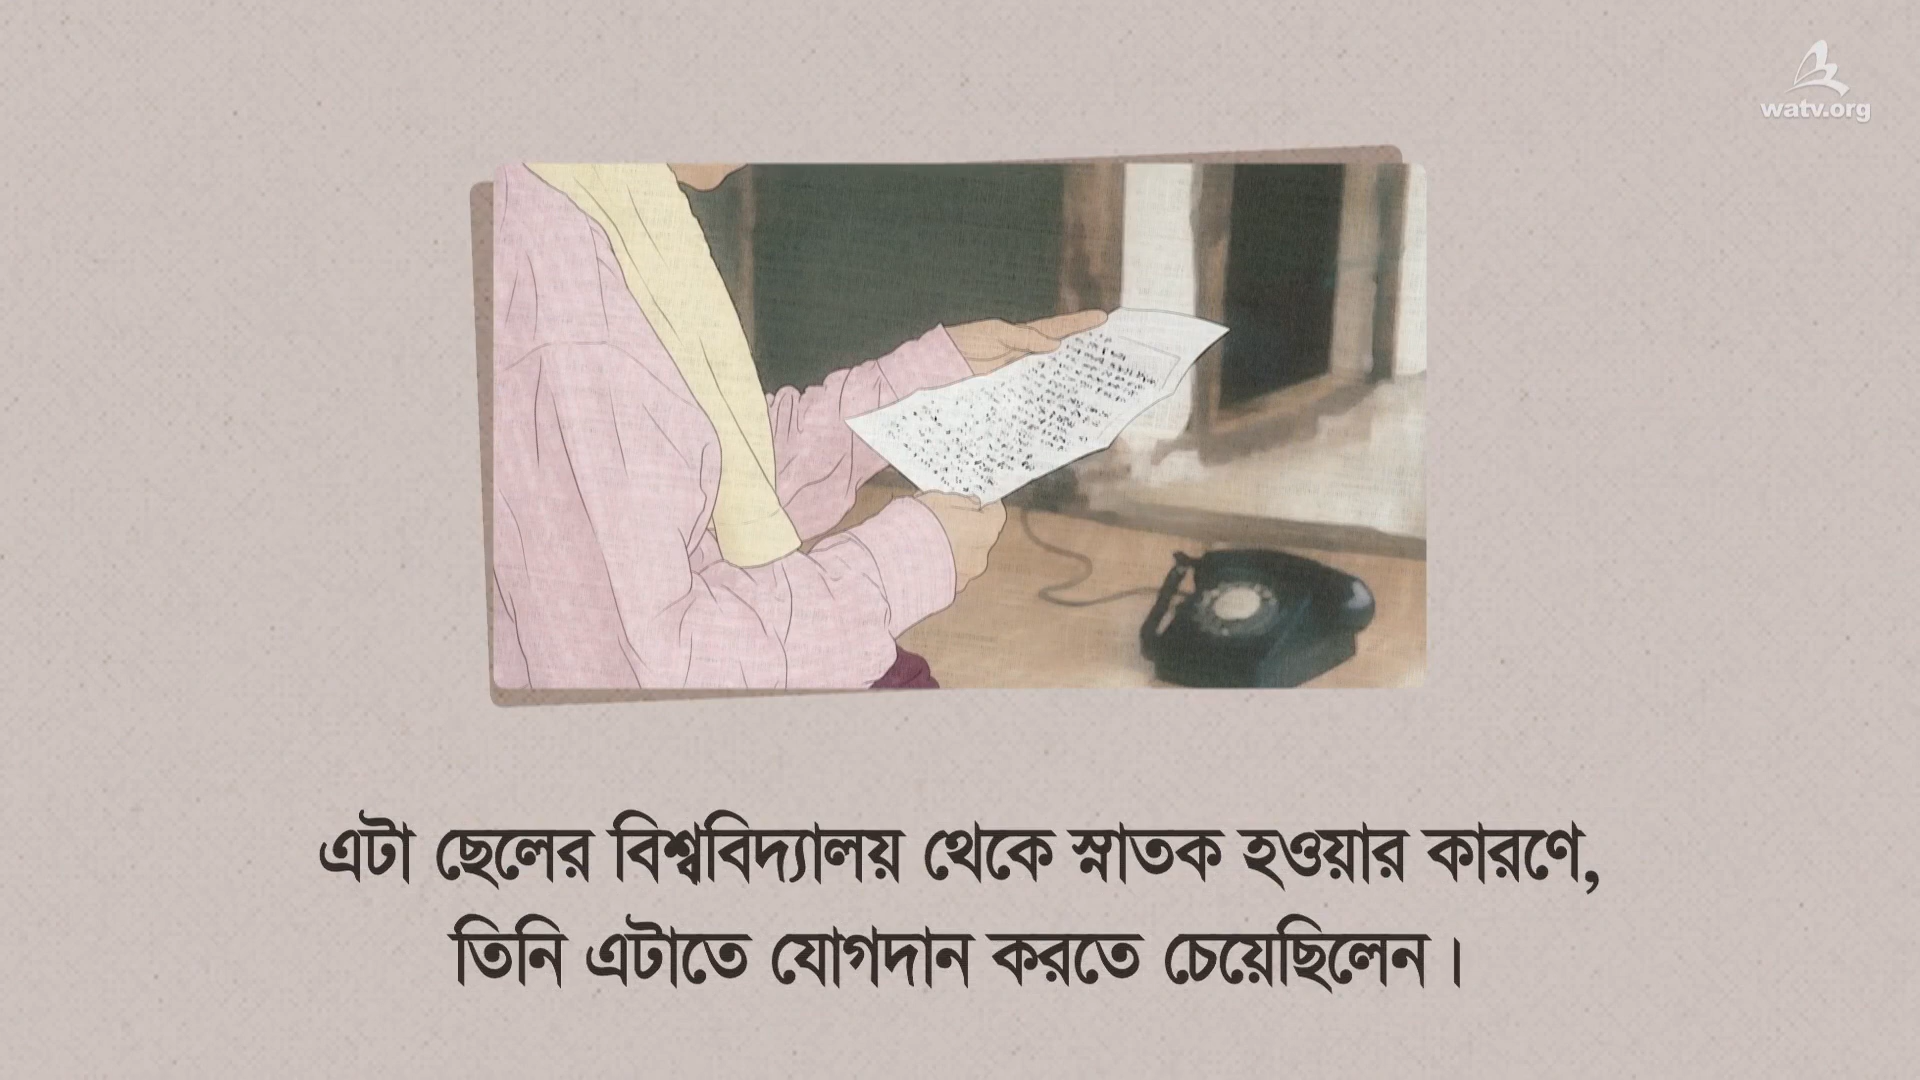 watv.org
এটা ছেলের বিশ্ববিদ্যালয় থেকে স্নাতক হওয়ার কারণে,
তিনি এটাতে যোগদান করতে চেয়েছিলেন।